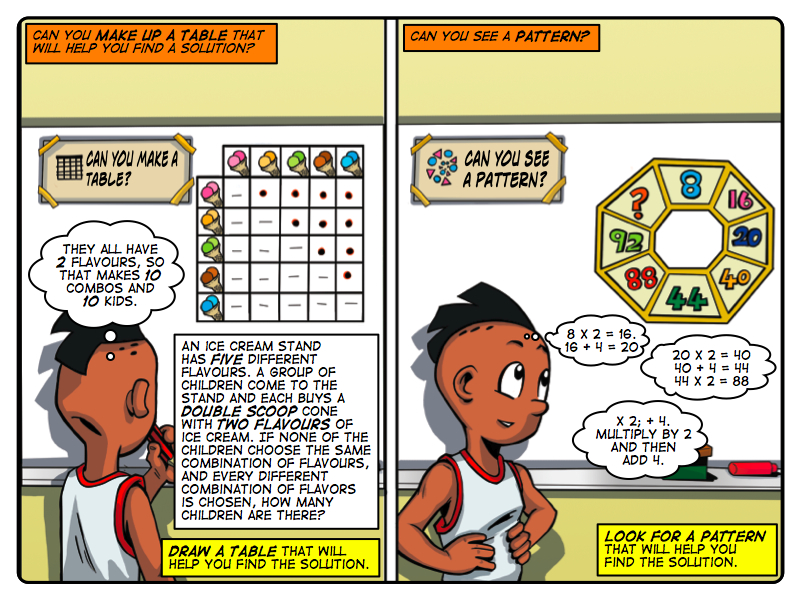 CAN YOU MAKE UP A TABLE THAT
WILL HELP YOU FIND A SOLUTION?
CAN YOU MAKE A
TABLE?
THEY ALL HAVE
2 FLAVOURS, SO
THAT MAKES 10
COMBOS AND
10 KIDS.
AN ICE CREAM STAND
HAS FIVE DIFFERENT
FLAVOURS. A GROUP OF
CHILDREN COME TO THE
STAND AND EACH BUYS A
DOUBLE SCOOP CONE
WITH TWO FLAVOURS OF
ICE CREAM. IF NONE OF THE
CHILDREN CHOOSE THE SAME
COMBINATION OF FLAVOURS,
AND EVERY DIFFERENT
COMBINATION OF FLAVORS
IS CHOSEN, HOW MANY
CHILDREN ARE THERE?
DRAW A TABLE THAT WILL
HELP YOU FIND THE SOLUTION.
CAN YOU SEE A PATTERN?
CAN YOU SEE
A PATTERN?
8
16
20
40
44
88
92
?
8 X 2 = 16.
16 + 4 = 20
20 X 2 = 40
40 + 4 = 44
44 X 2 = 88
X 2; + 4.
MULTIPLY BY 2
AND THEN
ADD 4.
LOOK FOR A PATTERN
THAT WILL HELP YOU
FIND THE SOLUTION.